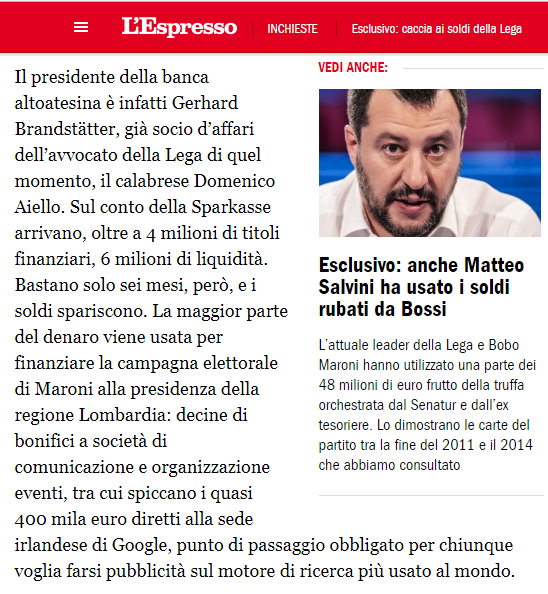 L'Espresso
INCHIESTE
Esclusivo: caccia ai soldi della Lega
Il presidente della banca
altoatesina è infatti Gerhard
Brandstätter, già socio d'affari
dell'avvocato della Lega di quel
momento, il calabrese Domenico
Aiello. Sul conto della Sparkasse
arrivano, oltre a 4 milioni di titoli
finanziari, 6 milioni di liquidità.
Bastano solo sei mesi, però, e i
soldi spariscono. La maggior parte
del denaro viene usata per
finanziare la campagna elettorale
di Maroni alla presidenza della
regione Lombardia: decine di
bonifici a società di
comunicazione e organizzazione
eventi, tra cui spiccano i quasi
400 mila euro diretti alla sede
irlandese di Google, punto di passaggio obbligato per chiunque
voglia farsi pubblicità sul motore di ricerca più usato al mondo.
VEDI ANCHE:
Esclusivo: anche Matteo
Salvini ha usato i soldi
rubati da Bossi
L'attuale leader della Lega e Bobo
Maroni hanno utilizzato una parte dei
48 milioni di euro frutto della truffa
orchestrata dal Senatur e dall'ex
tesoriere. Lo dimostrano le carte del
partito tra la fine del 2011 e il 2014
che abbiamo consultato